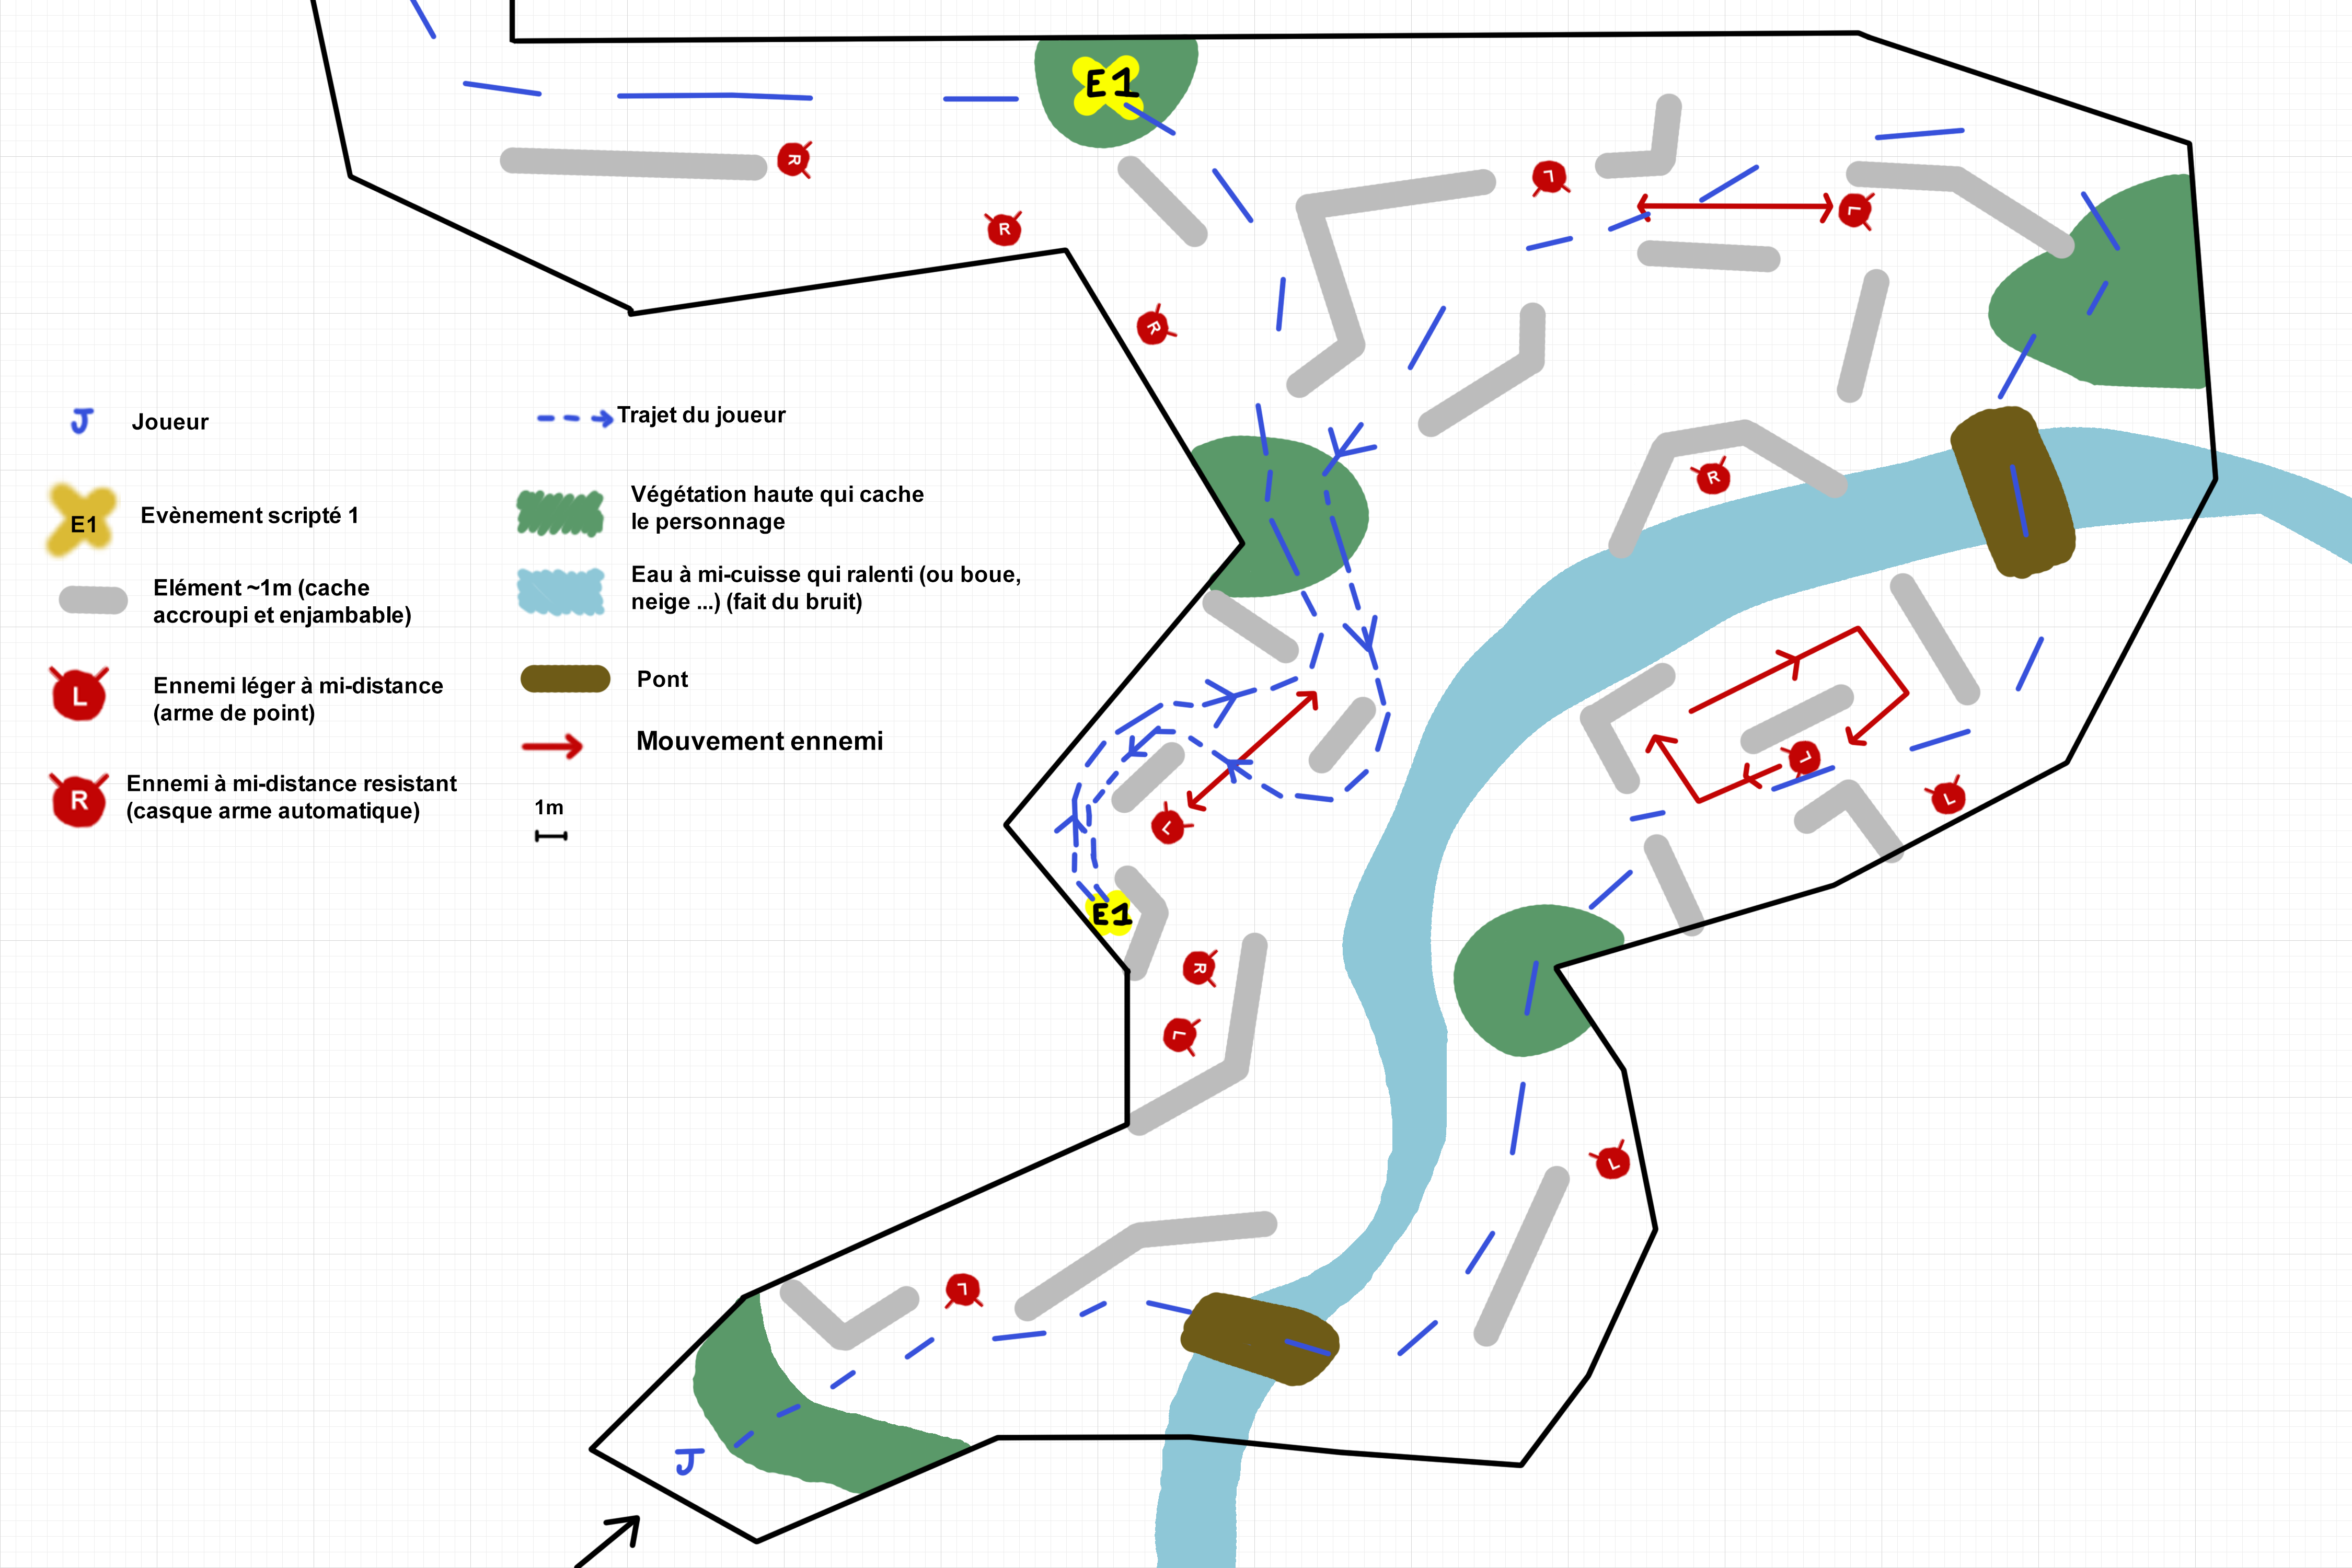 E1
R
R
L
L
R
Joueur
J
Trajet du joueur
R
E1
Evènement scripté 1
Végétation haute qui cache
le personnage
Elément ~1m (cache
accroupi et enjambable)
Eau à mi-cuisse qui ralenti (ou boue,
neige ...) (fait du bruit)
L
Ennemi léger à mi-distance
(arme de point)
Pont
Mouvement ennemi
R
Ennemi à mi-distance resistant
(casque arme automatique)
1m
L
L
L
E1
R
L
L
L
J